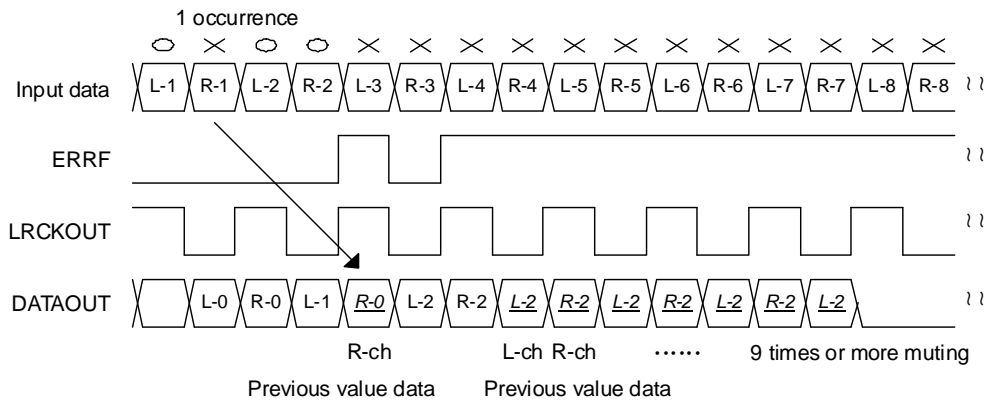 1 occurrence
Input data L-1 R-1 L-2 R-2 L-3 R-3 L-4 R-4 L-5 R-5 L-6 R-6 L-7 R-7 L-8 R-8
ERRF
LRCKOUT
DATAOUT L-0 R-0 L-1 R-0 L-2 R-2 L-2 R-2 L-2 R-2 L-2 R-2 L-2
R-ch L-ch R-ch ...... 9 times or more muting
Previous value data Previous value data